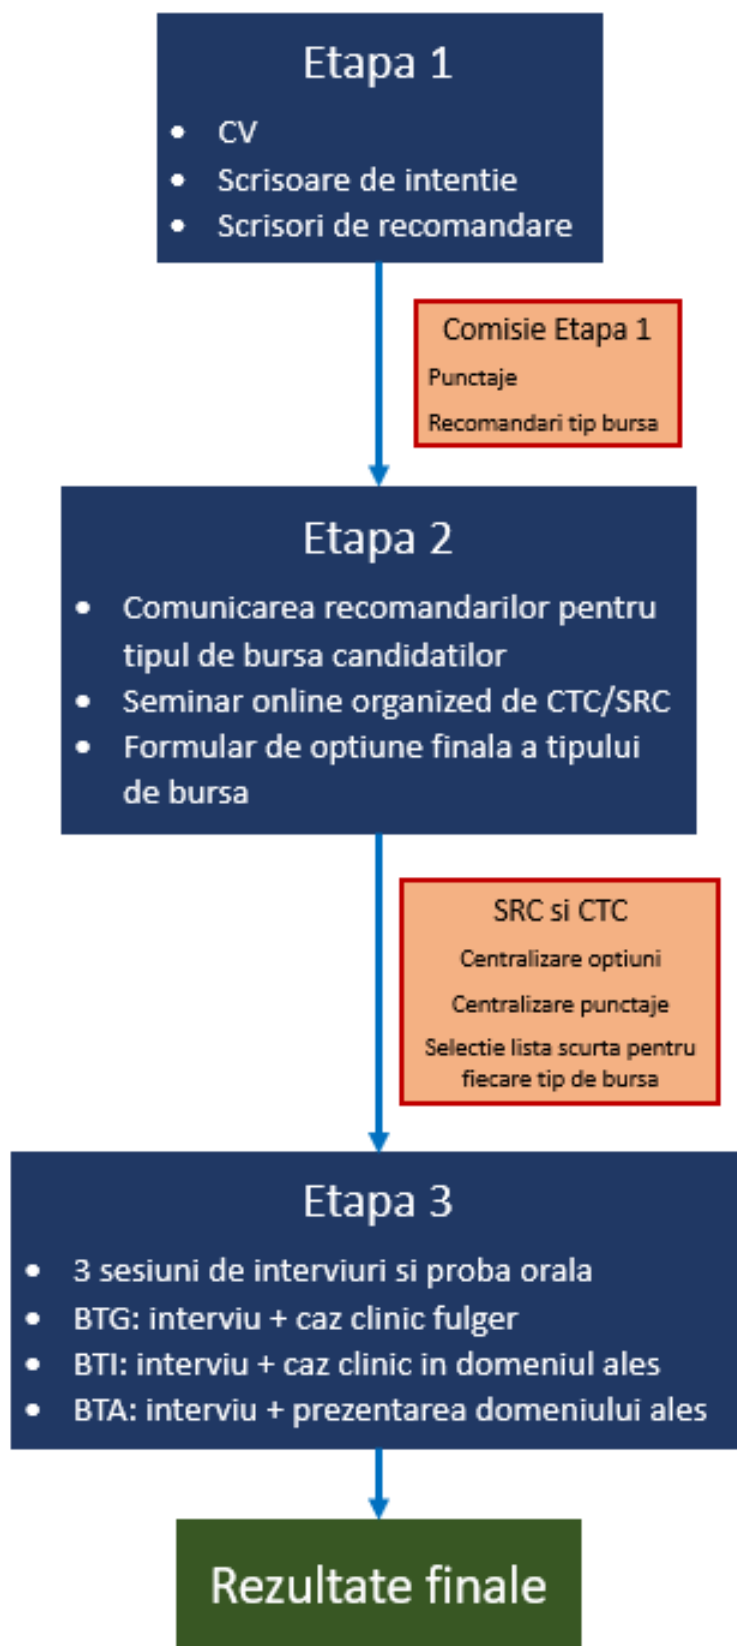 Etapa 1
• CV
• Scrisoare de intentie
• Scrisori de recomandare
Comisie Etapa 1
Punctaje
Recomandari tip bursa
Etapa 2
• Comunicarea recomandarilor pentru
tipul de bursa candidatilor
• Seminar online organized de CTC/SRC
• Formular de optiune finala a tipului
de bursa
SRC si CTC
Centralizare optiuni
Centralizare punctaje
Selectie lista scurta pentru
fiecare tip de bursa
Etapa 3
• 3 sesiuni de interviuri si proba orala
• BTG: interviu + caz clinic fulger
• BTI: interviu + caz clinic in domeniul ales
• BTA: interviu + prezentarea domeniului ales
Rezultate finale